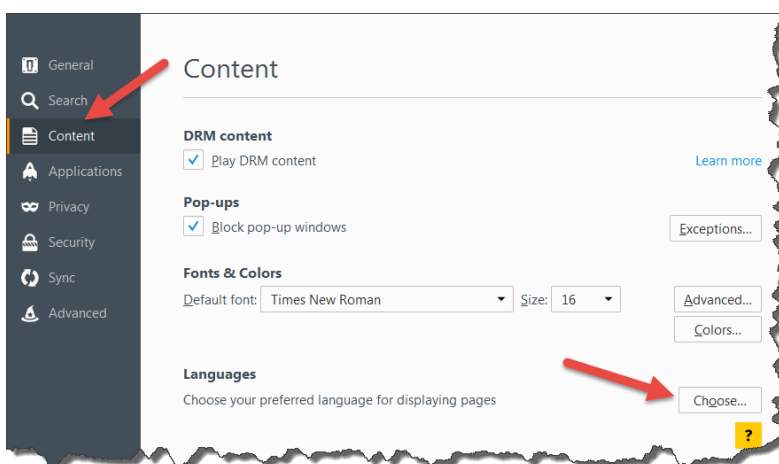 General
Search
Content
Applications
Privacy
Security
Sync
Advanced
Content
DRM content
Play DRM content
Learn more
Pop-ups
Block pop-up windows
Exceptions...
Fonts & Colors
Default font: Times New Roman
Size: 16
Advanced...
Colors...
Languages
Choose your preferred language for displaying pages
Choose...
?